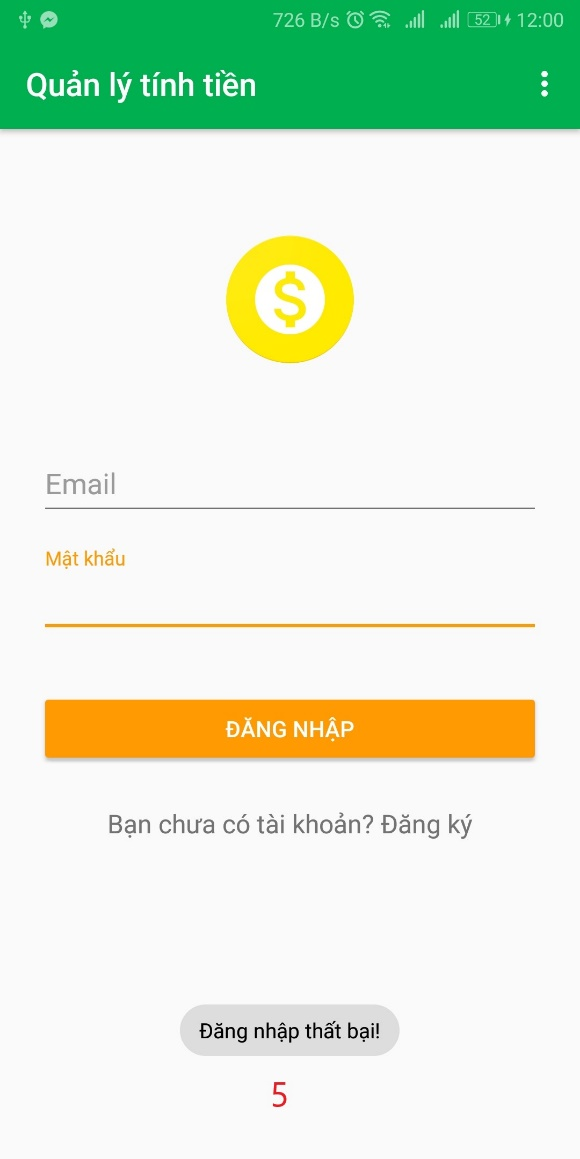 726 B/s 52 12:00
Quản lý tính tiền
$
Email
Mật khẩu
ĐĂNG NHẬP
Bạn chưa có tài khoản? Đăng ký
Đăng nhập thất bại!
5